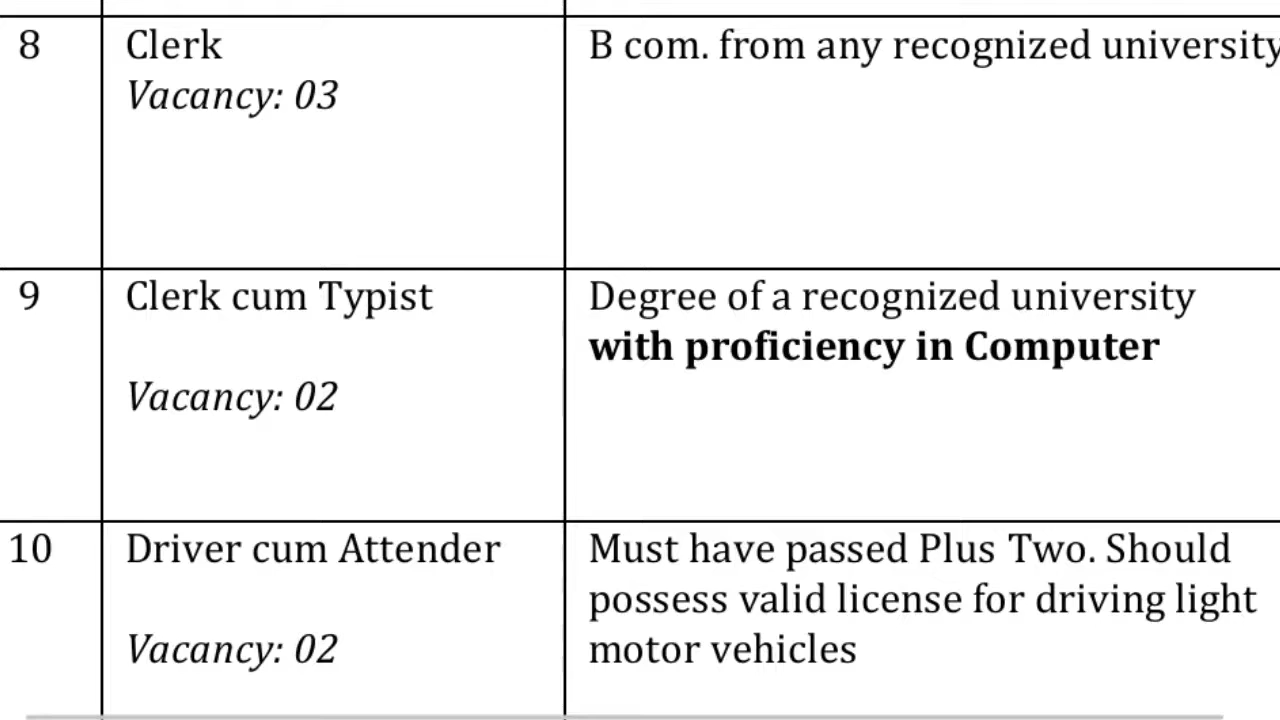 8 Clerk B com. from any recognized university
Vacancy: 03
9 Clerk cum Typist Degree of a recognized university
with proficiency in Computer
Vacancy: 02
10 Driver cum Attender Must have passed Plus Two. Should
possess valid license for driving light
Vacancy: 02 motor vehicles